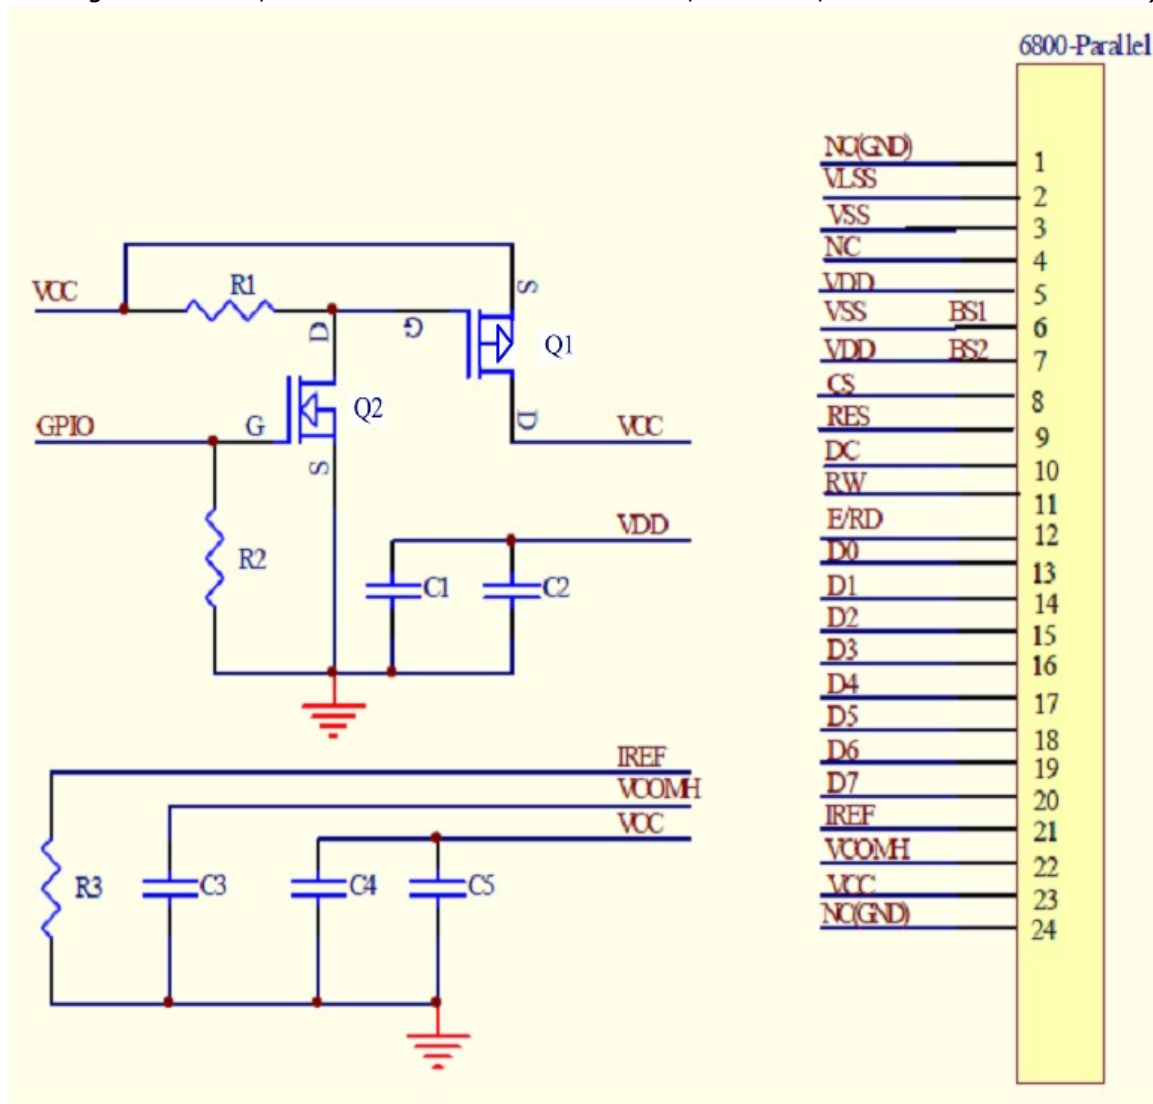 6800-Parallel
NC(GND) 1
VLSS 2
VSS 3
NC 4
VDD 5
VSS BS1 6
VDD BS2 7
CS 8
RES 9
DC 10
RW 11
E/RD 12
D0 13
D1 14
D2 15
D3 16
D4 17
D5 18
D6 19
D7 20
IREF 21
VCOMH 22
VCC 23
NC(GND) 24
VCC
R1
D
G
S
Q1
D
VCC
GPIO
G
Q2
S
R2
VDD
C1
C2
IREF
VCOMH
VCC
R3
C3
C4
C5